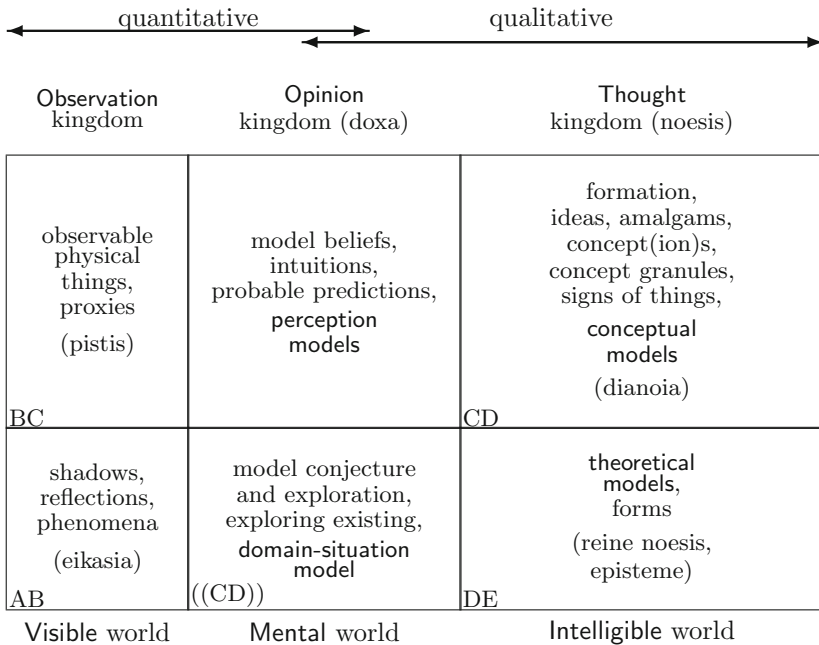 quantitative
qualitative
Observation
kingdom
Opinion
kingdom (doxa)
Thought
kingdom (noesis)
observable
physical
things,
proxies
(pistis)
BC
model beliefs,
intuitions,
probable predictions,
perception
models
formation,
ideas, amalgams,
concept(ion)s,
concept granules,
signs of things,
conceptual
models
(dianoia)
CD
shadows,
reflections,
phenomena
(eikasia)
AB
model conjecture
and exploration,
exploring existing,
domain-situation
model
((CD))
theoretical
models,
forms
(reine noesis,
episteme)
DE
Visible world
Mental world
Intelligible world